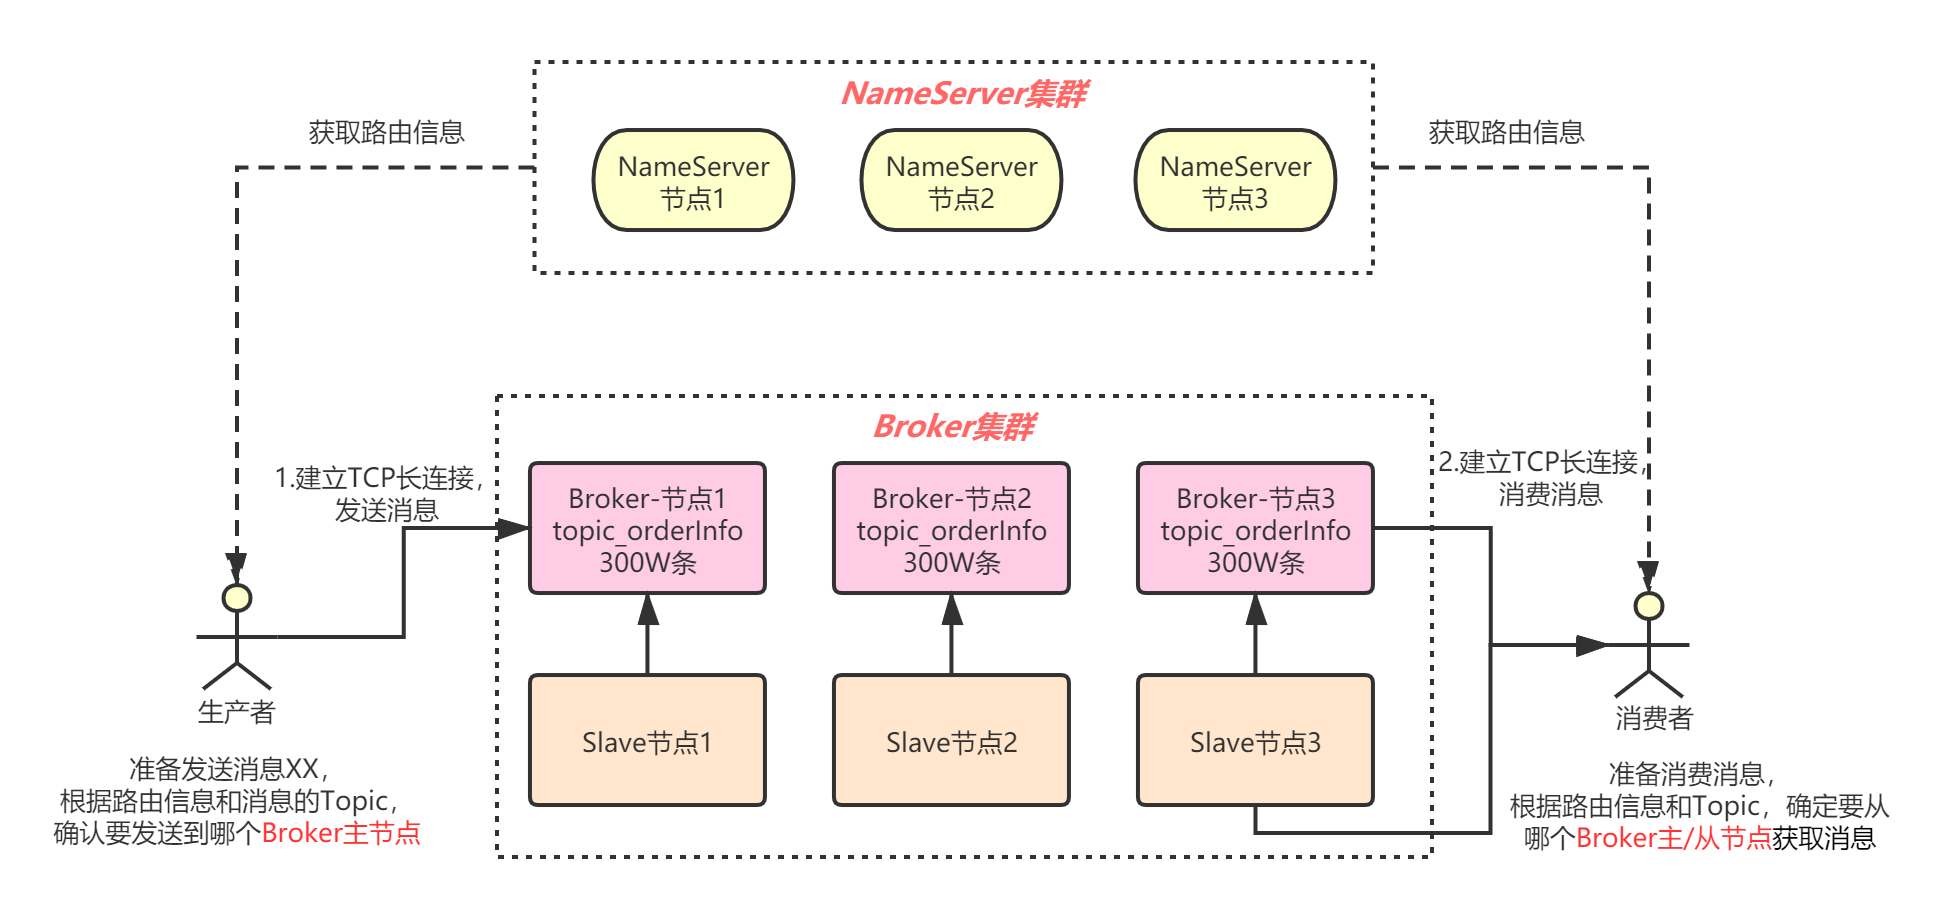 NameServer集群
获取路由信息
获取路由信息
NameServer
节点1
NameServer
节点2
NameServer
节点3
Broker集群
1.建立TCP长连接，
发送消息
2.建立TCP长连接，
消费消息
Broker-节点1
topic_orderInfo
300W条
Broker-节点2
topic_orderInfo
300W条
Broker-节点3
topic_orderInfo
300W条
Slave节点1
Slave节点2
Slave节点3
生产者
准备发送消息XX，
根据路由信息和消息的Topic，
确认要发送到哪个Broker主节点
消费者
准备消费消息，
根据路由信息和Topic，确定要从
哪个Broker主/从节点获取消息